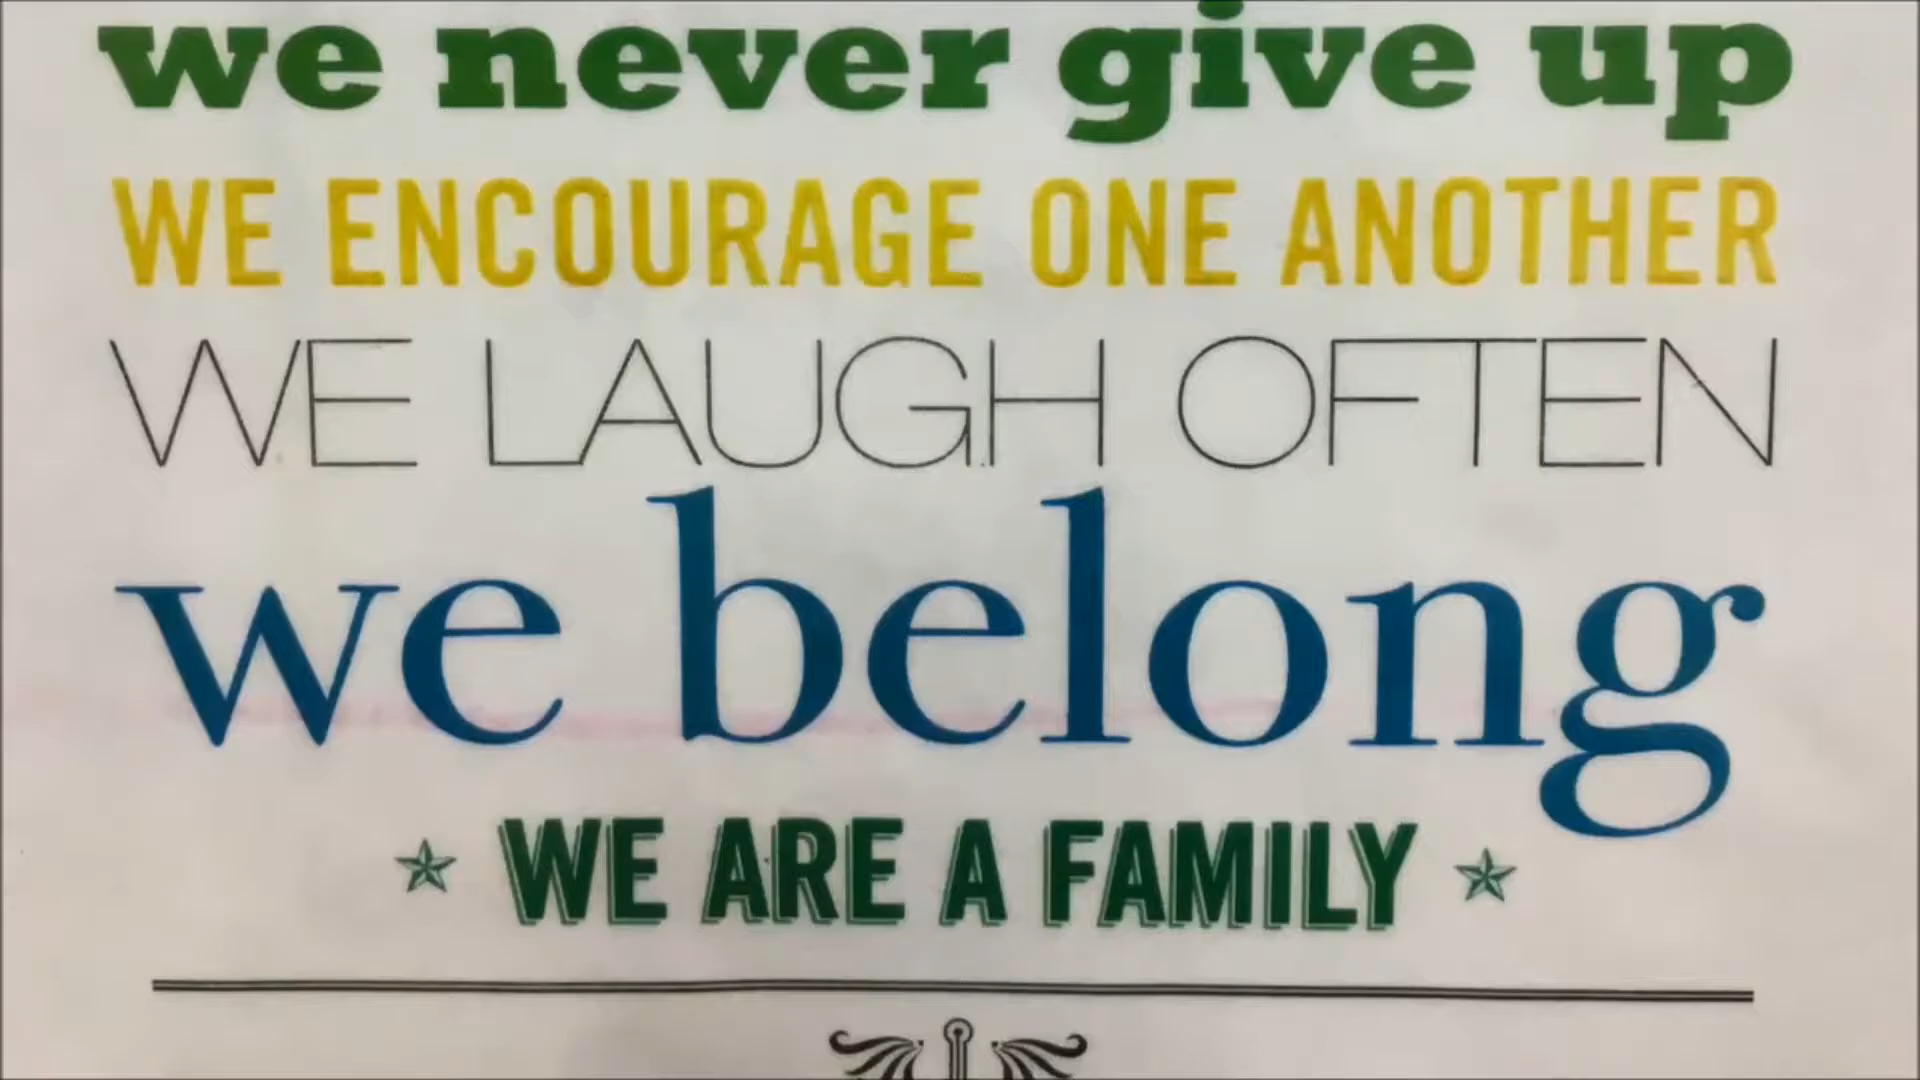 we never give up
WE ENCOURAGE ONE ANOTHER
WE LAUGH OFTEN
we belong
WE ARE A FAMILY